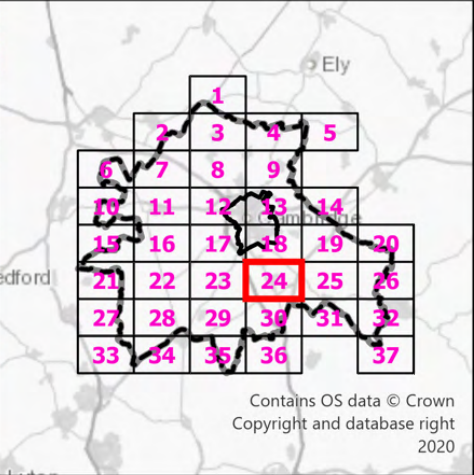 Ely
1
2 3 4 5
6 7 8 9
10 11 12 13 14
Cambridge
15 16 17 18 19 20
edford
21 22 23 24 25 26
27 28 29 30 31 32
33 34 35 36 37
Contains OS data © Crown
Copyright and database right
2020